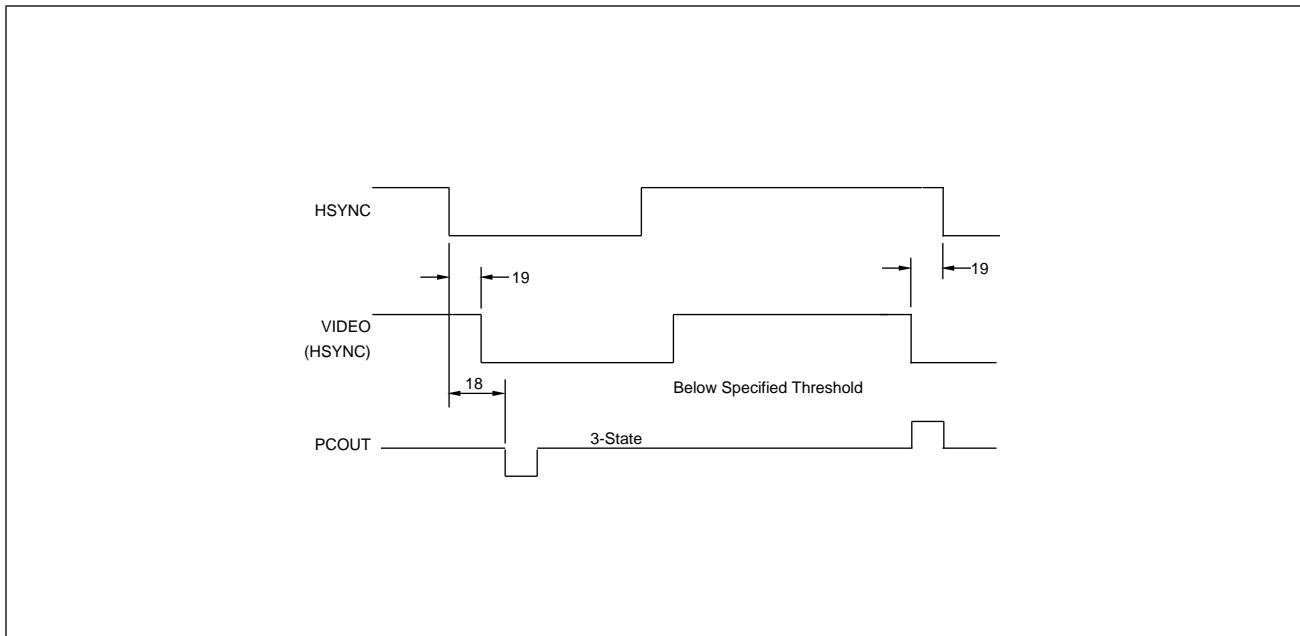 HSYNC
19
19
VIDEO
(HSYNC)
18
Below Specified Threshold
PCOUT
3-State